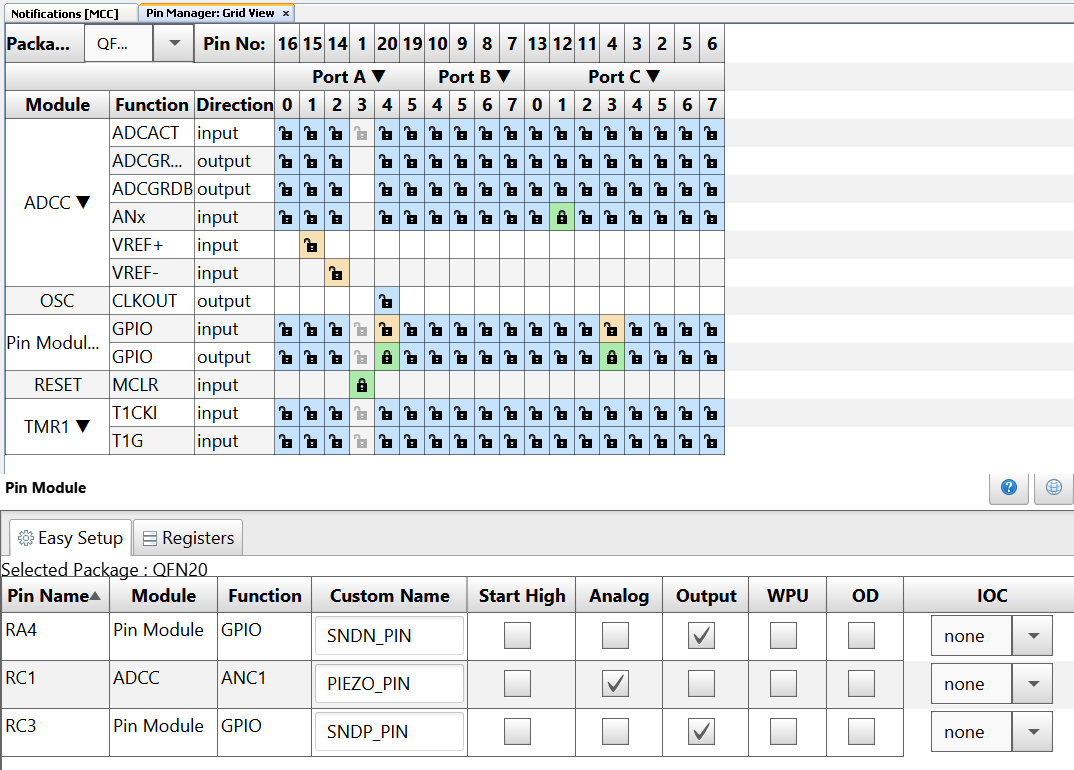 Notifications [MCC] Pin Manager: Grid View ×
Packa... QF... Pin No: 16 15 14 1 20 19 10 9 8 7 13 12 11 4 3 2 5 6
Port A ▼ Port B ▼ Port C ▼
Module Function Direction 0 1 2 3 4 5 4 5 6 7 0 1 2 3 4 5 6 7
ADCC ▼
ADCACT input
ADCGR... output
ADCGRDB output
ANx input
VREF+ input
VREF- input
OSC CLKOUT output
Pin Modul...
GPIO input
GPIO output
RESET MCLR input
TMR1 ▼
T1CKI input
T1G input
Pin Module
Easy Setup Registers
Selected Package : QFN20
Pin Name▲ Module Function Custom Name Start High Analog Output WPU OD IOC
RA4 Pin Module GPIO SNDN_PIN none
RC1 ADCC ANC1 PIEZO_PIN none
RC3 Pin Module GPIO SNDP_PIN none